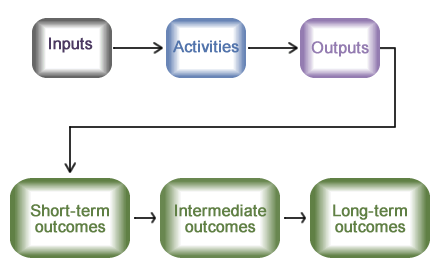 Inputs
Activities
Outputs
Short-term
outcomes
Intermediate
outcomes
Long-term
outcomes